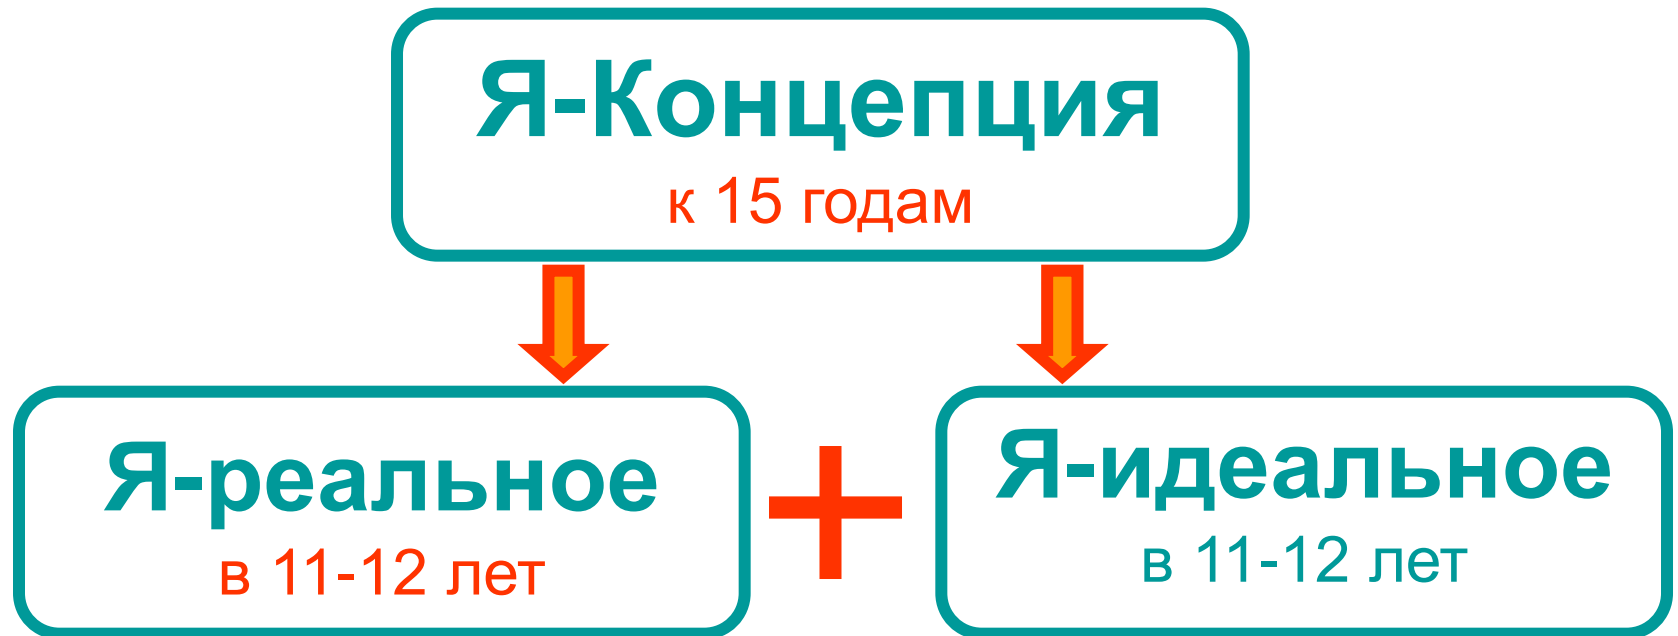 Я-Концепция
к 15 годам
Я-реальное
в 11-12 лет
+
Я-идеальное
в 11-12 лет